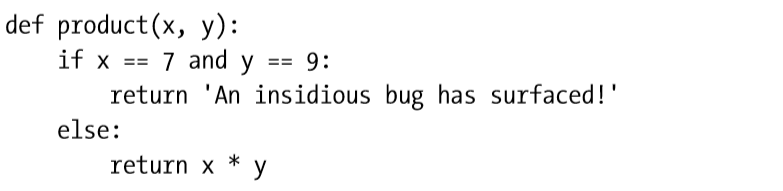 def product(x, y):
    if x == 7 and y == 9:
        return 'An insidious bug has surfaced!'
    else:
        return x * y